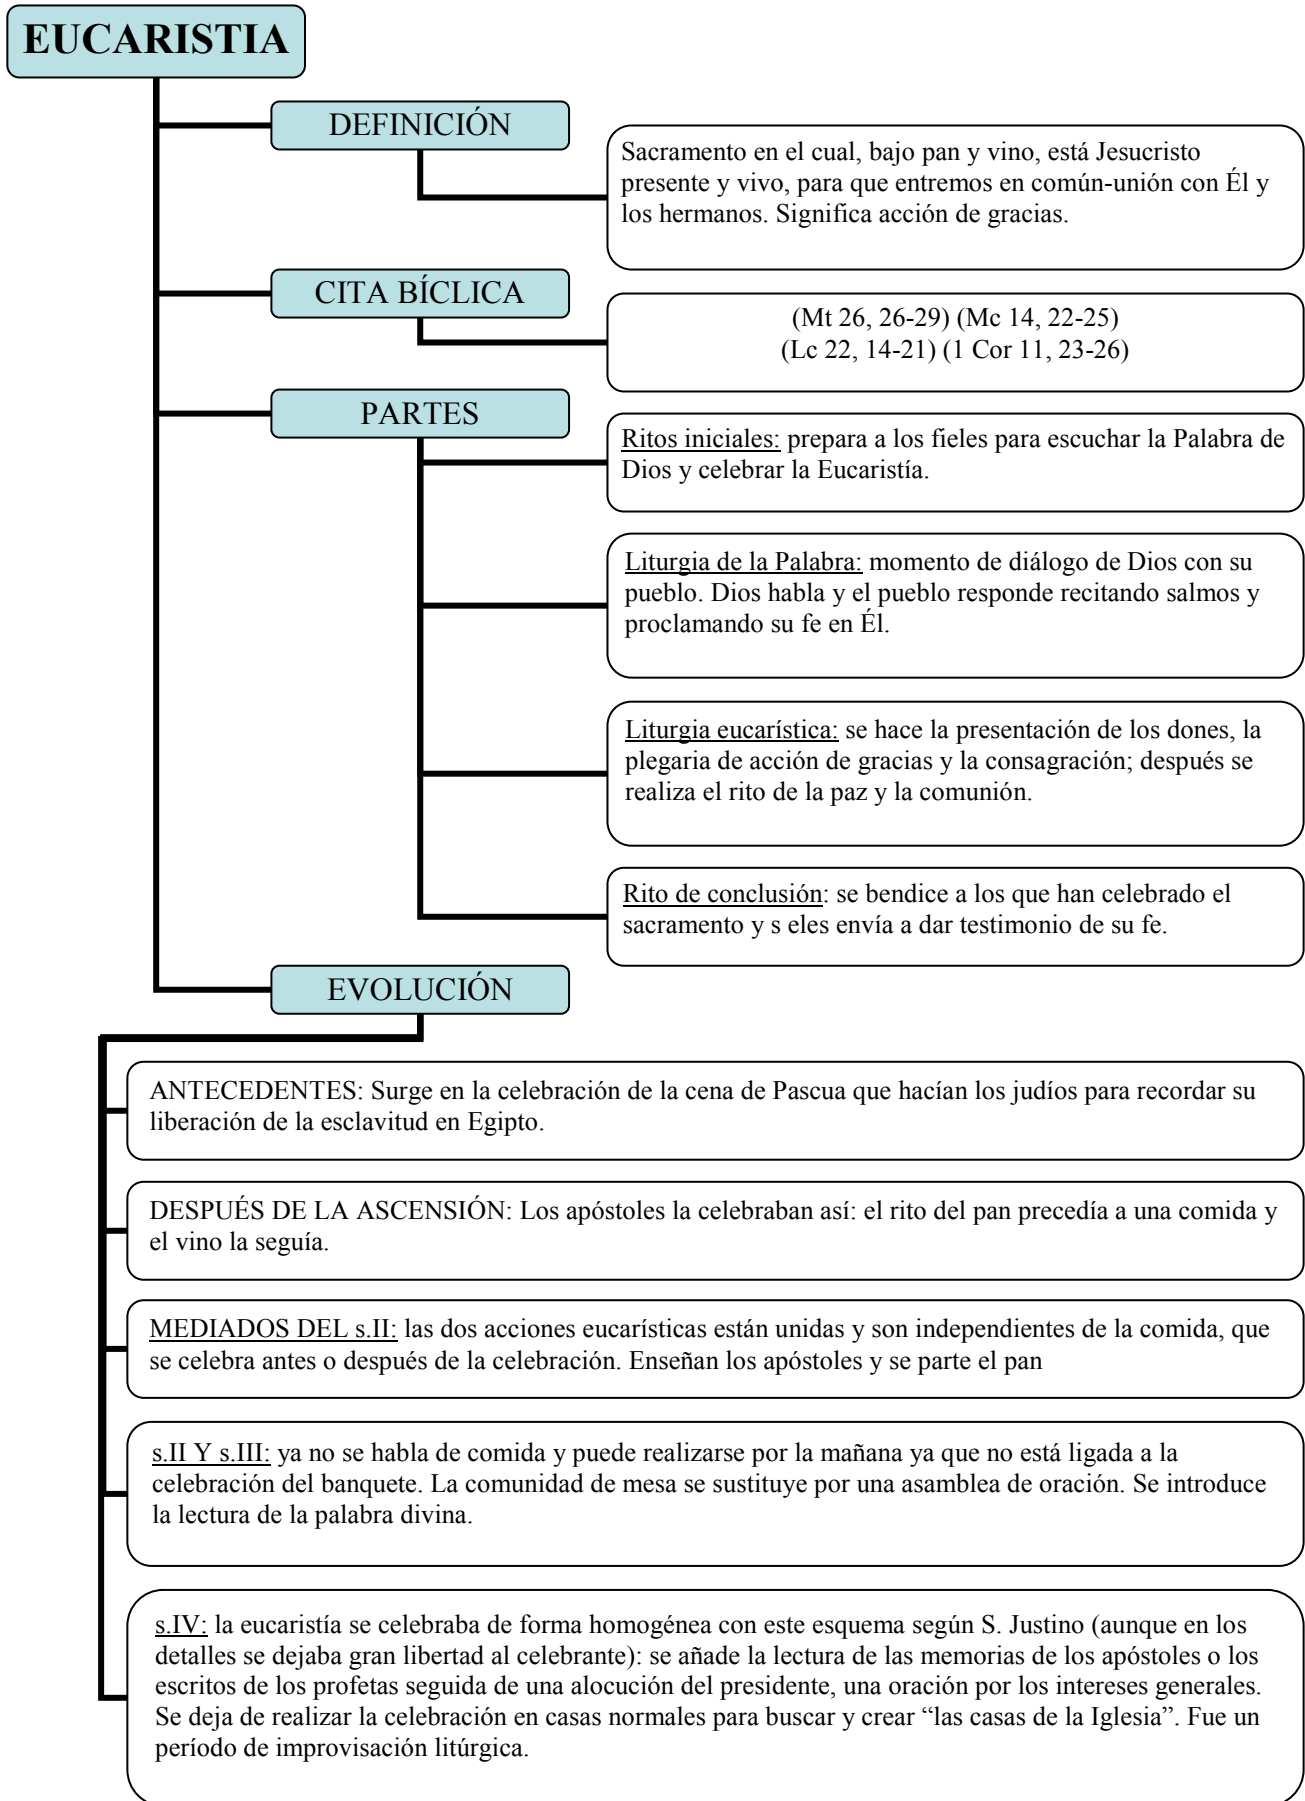 EUCARISTIA
DEFINICIÓN
Sacramento en el cual, bajo pan y vino, está Jesucristo
presente y vivo, para que entremos en común-unión con Él y
los hermanos. Significa acción de gracias.
CITA BÍCLICA
(Mt 26, 26-29) (Mc 14, 22-25)
(Lc 22, 14-21) (1 Cor 11, 23-26)
PARTES
Ritos iniciales: prepara a los fieles para escuchar la Palabra de
Dios y celebrar la Eucaristía.
Liturgia de la Palabra: momento de diálogo de Dios con su
pueblo. Dios habla y el pueblo responde recitando salmos y
proclamando su fe en Él.
Liturgia eucarística: se hace la presentación de los dones, la
plegaria de acción de gracias y la consagración; después se
realiza el rito de la paz y la comunión.
Rito de conclusión: se bendice a los que han celebrado el
sacramento y s eles envía a dar testimonio de su fe.
EVOLUCIÓN
ANTECEDENTES: Surge en la celebración de la cena de Pascua que hacían los judíos para recordar su
liberación de la esclavitud en Egipto.
DESPUÉS DE LA ASCENSIÓN: Los apóstoles la celebraban así: el rito del pan precedía a una comida y
el vino la seguía.
MEDIADOS DEL s.II: las dos acciones eucarísticas están unidas y son independientes de la comida, que
se celebra antes o después de la celebración. Enseñan los apóstoles y se parte el pan
s.II Y s.III: ya no se habla de comida y puede realizarse por la mañana ya que no está ligada a la
celebración del banquete. La comunidad de mesa se sustituye por una asamblea de oración. Se introduce
la lectura de la palabra divina.
s.IV: la eucaristía se celebraba de forma homogénea con este esquema según S. Justino (aunque en los
detalles se dejaba gran libertad al celebrante): se añade la lectura de las memorias de los apóstoles o los
escritos de los profetas seguida de una alocución del presidente, una oración por los intereses generales.
Se deja de realizar la celebración en casas normales para buscar y crear “las casas de la Iglesia”. Fue un
período de improvisación litúrgica.